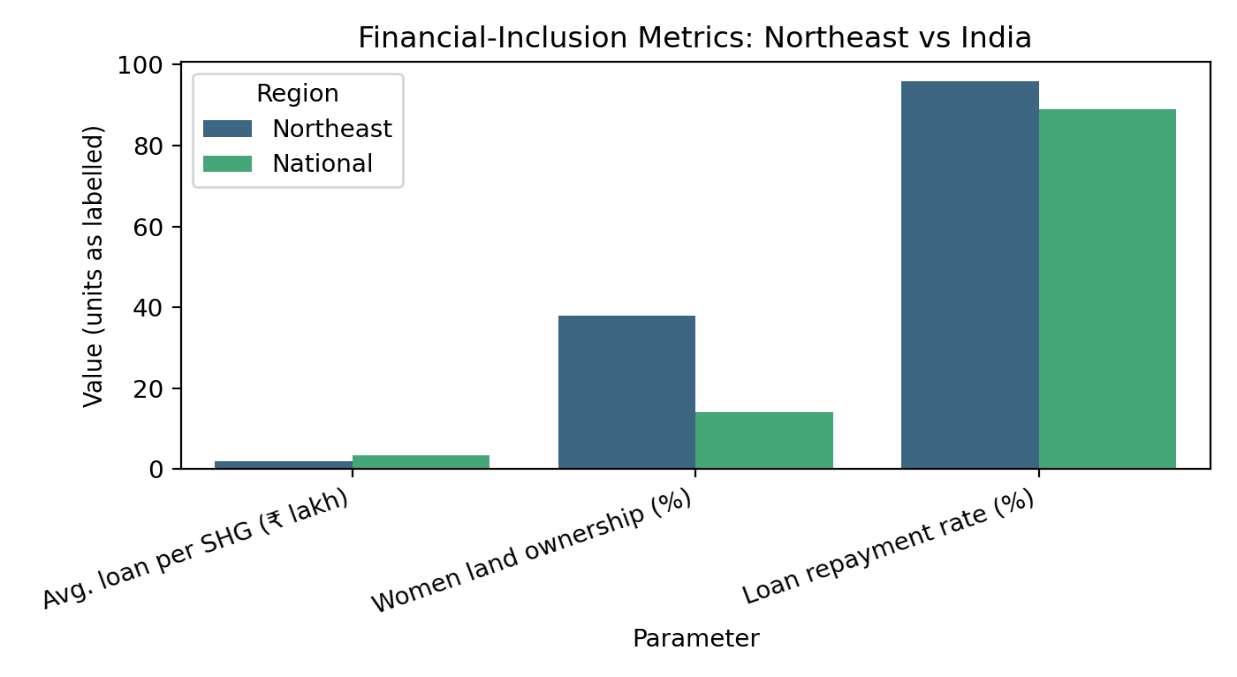 Financial-Inclusion Metrics: Northeast vs India
Value (units as labelled)
100
80
60
40
20
0
Region
Northeast
National
Avg. loan per SHG (₹ lakh)
Women land ownership (%)
Loan repayment rate (%)
Parameter